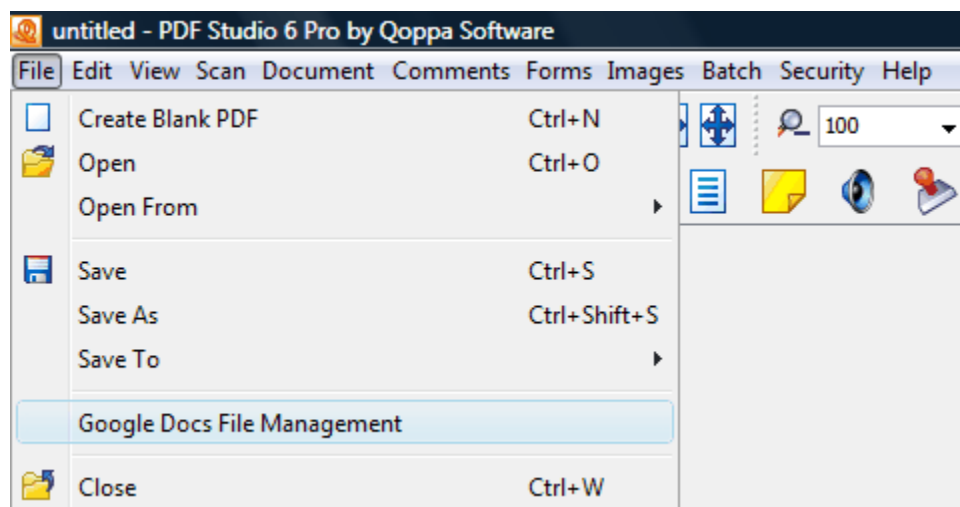 untitled - PDF Studio 6 Pro by Qoppa Software
File Edit View Scan Document Comments Forms Images Batch Security Help
Create Blank PDF Ctrl+N
100
Open Ctrl+O
Open From
Save Ctrl+S
Save As Ctrl+Shift+S
Save To
Google Docs File Management
Close Ctrl+W